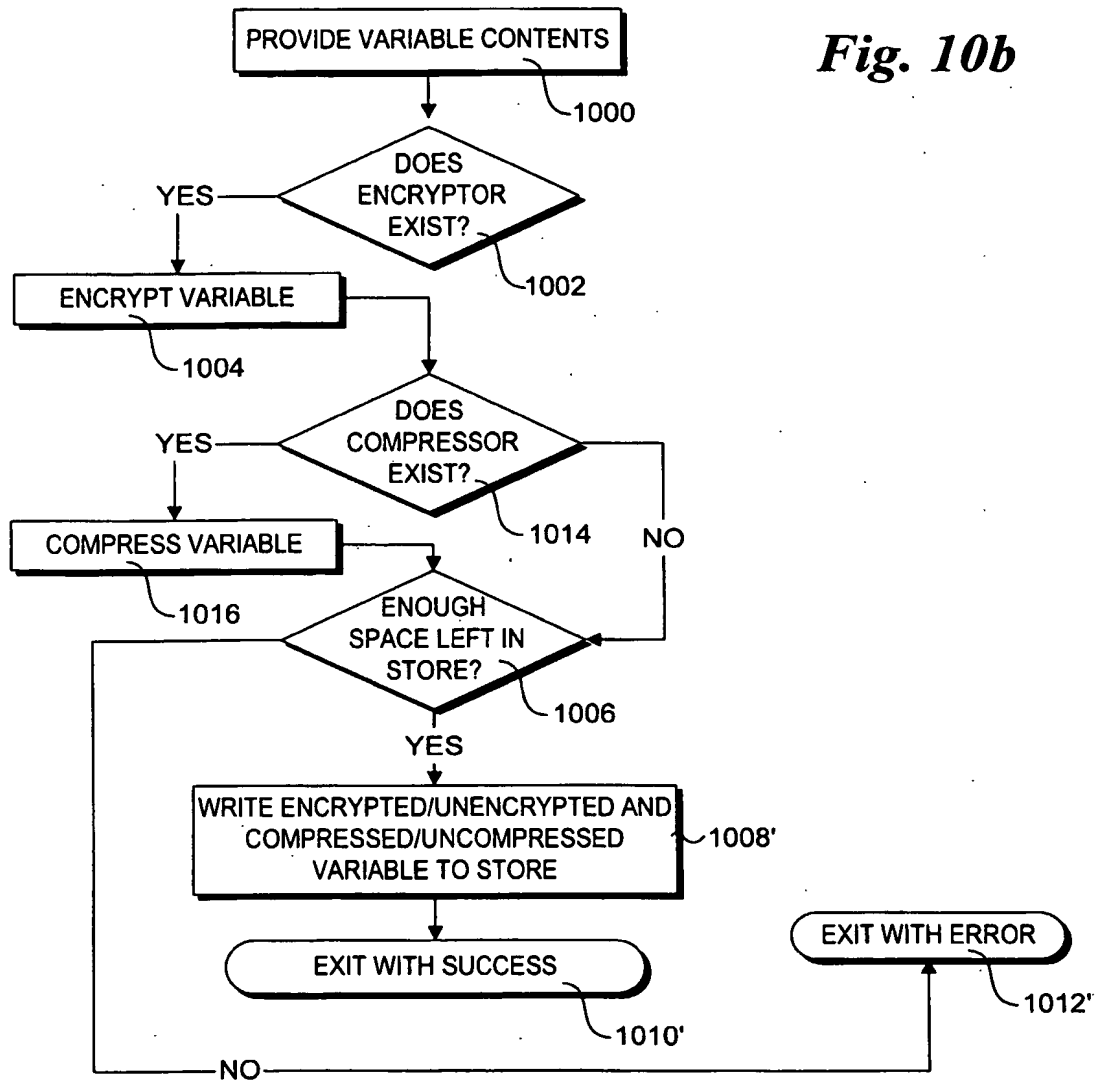 PROVIDE VARIABLE CONTENTS
Fig. 10b
1000
DOES
ENCRYPTOR
EXIST?
YES
1002
ENCRYPT VARIABLE
1004
DOES
COMPRESSOR
EXIST?
YES
1014
NO
COMPRESS VARIABLE
1016
ENOUGH
SPACE LEFT IN
STORE?
1006
YES
WRITE ENCRYPTED/UNENCRYPTED AND
COMPRESSED/UNCOMPRESSED
VARIABLE TO STORE
1008'
EXIT WITH SUCCESS
1010'
EXIT WITH ERROR
1012'
NO